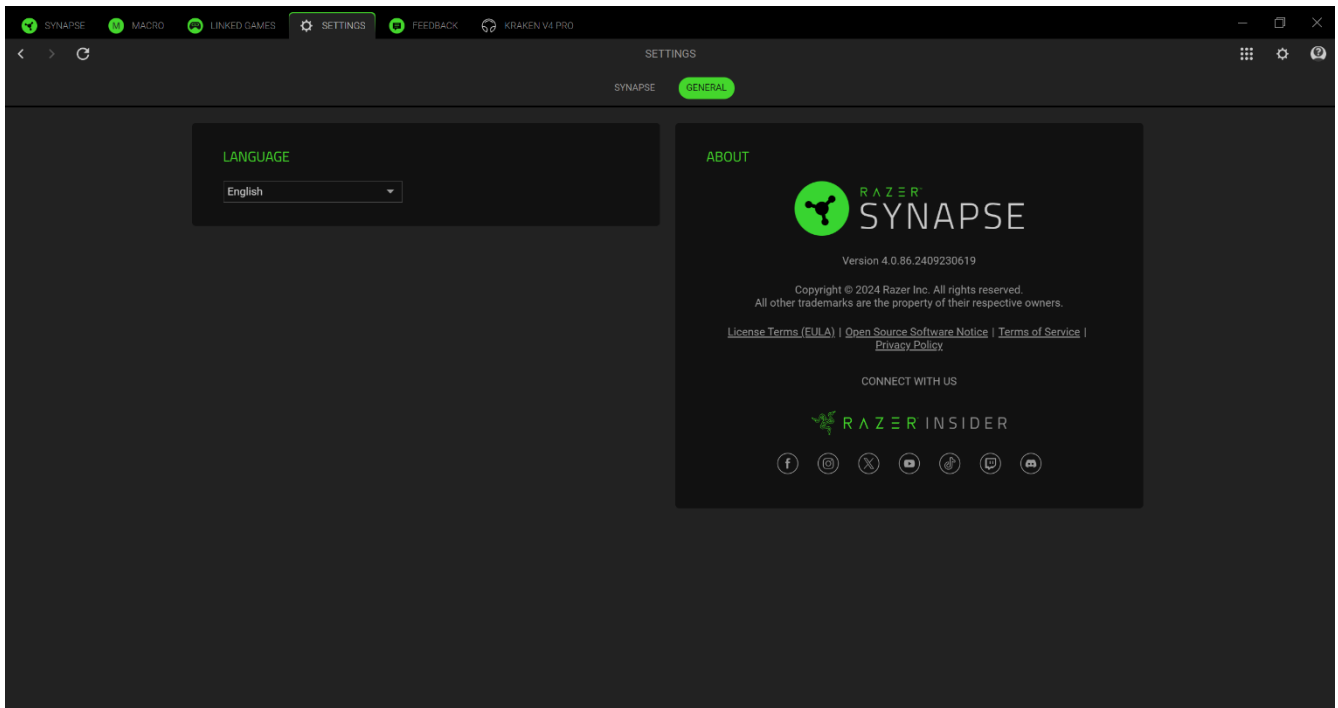 SYNAPSE MACRO LINKED GAMES SETTINGS FEEDBACK KRAKEN V4 PRO
SETTINGS
SYNAPSE GENERAL
LANGUAGE
English
ABOUT
RAZER
SYNAPSE
Version 4.0.86.2409230619
Copyright © 2024 Razer Inc. All rights reserved.
All other trademarks are the property of their respective owners.
License Terms (EULA) | Open Source Software Notice | Terms of Service |
Privacy Policy
CONNECT WITH US
RAZER INSIDER